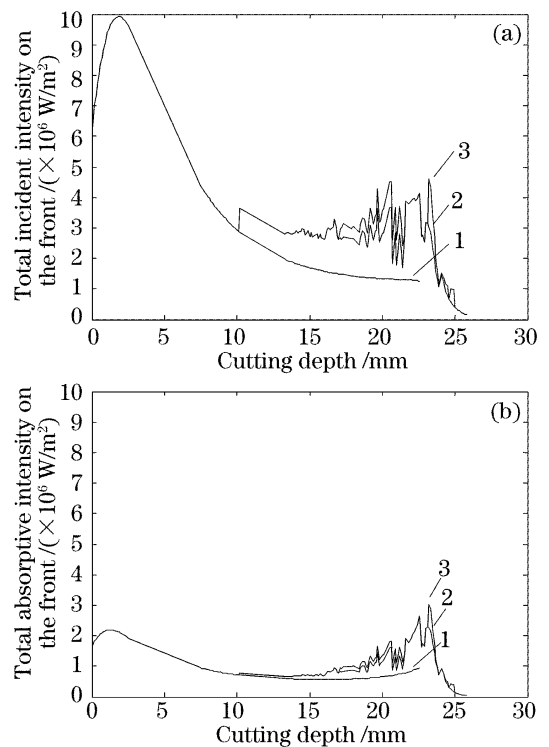 (a)
Total incident intensity on
the front /(×10⁶ W/m²)
10
9
8
7
6
5
4
3
2
1
0
3
2
1
0 5 10 15 20 25 30
Cutting depth /mm
(b)
Total absorptive intensity on
the front /(×10⁶ W/m²)
10
9
8
7
6
5
4
3
2
1
0
3
2
1
0 5 10 15 20 25 30
Cutting depth /mm